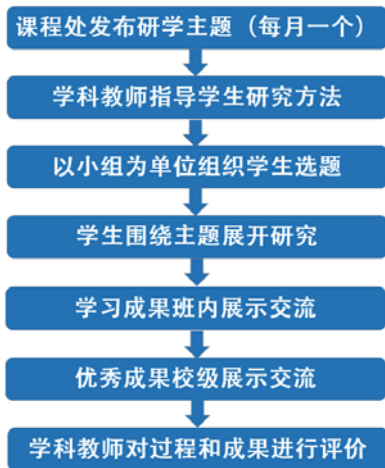 课程处发布研学主题（每月一个）
学科教师指导学生研究方法
以小组为单位组织学生选题
学生围绕主题展开研究
学习成果班内展示交流
优秀成果校级展示交流
学科教师对过程和成果进行评价